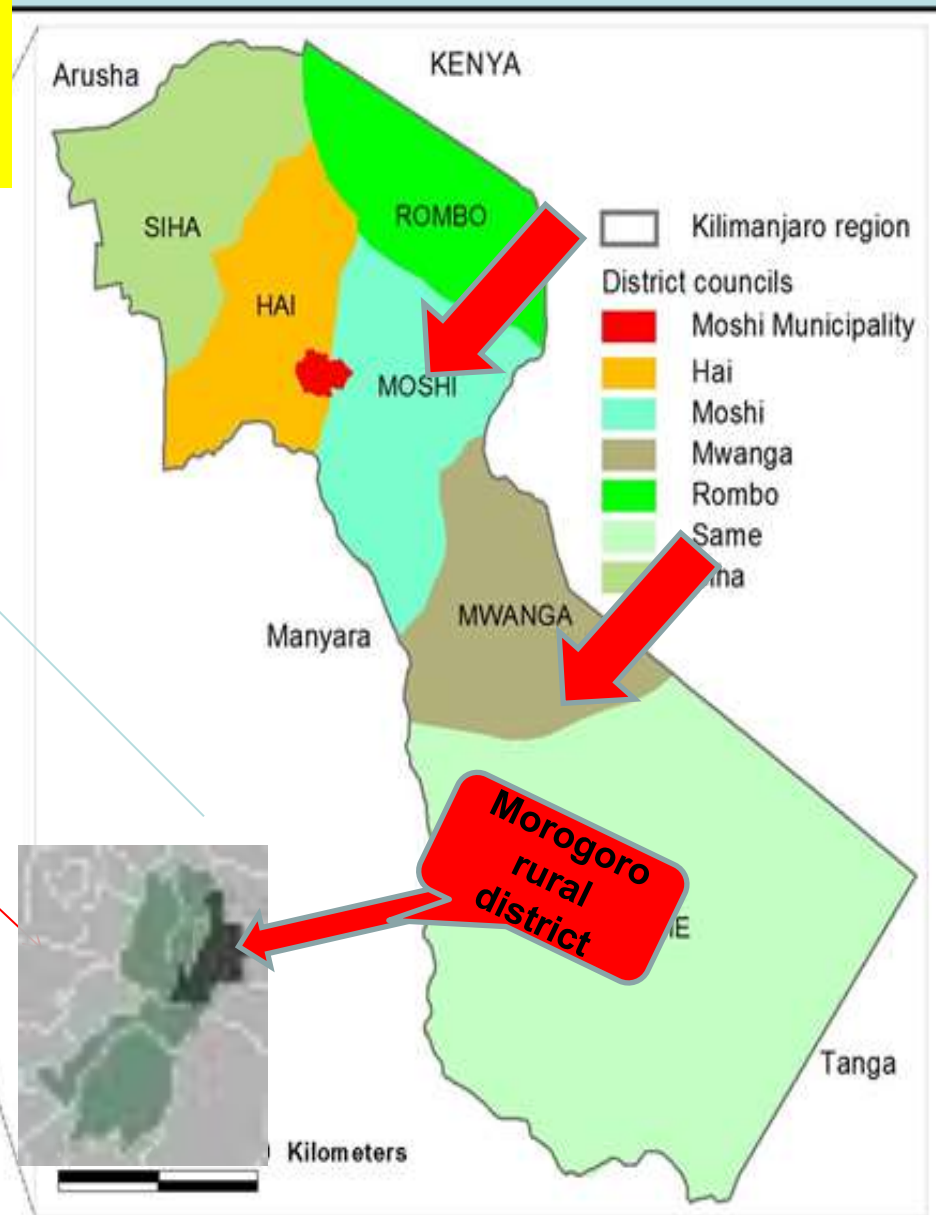 Arusha
KENYA
SIHA
ROMBO
HAI
MOSHI
Kilimanjaro region
District councils
Moshi Municipality
Hai
Moshi
Mwanga
Rombo
Same
MWANGA
Manyara
Morogoro
rural
district
Tanga
Kilometers